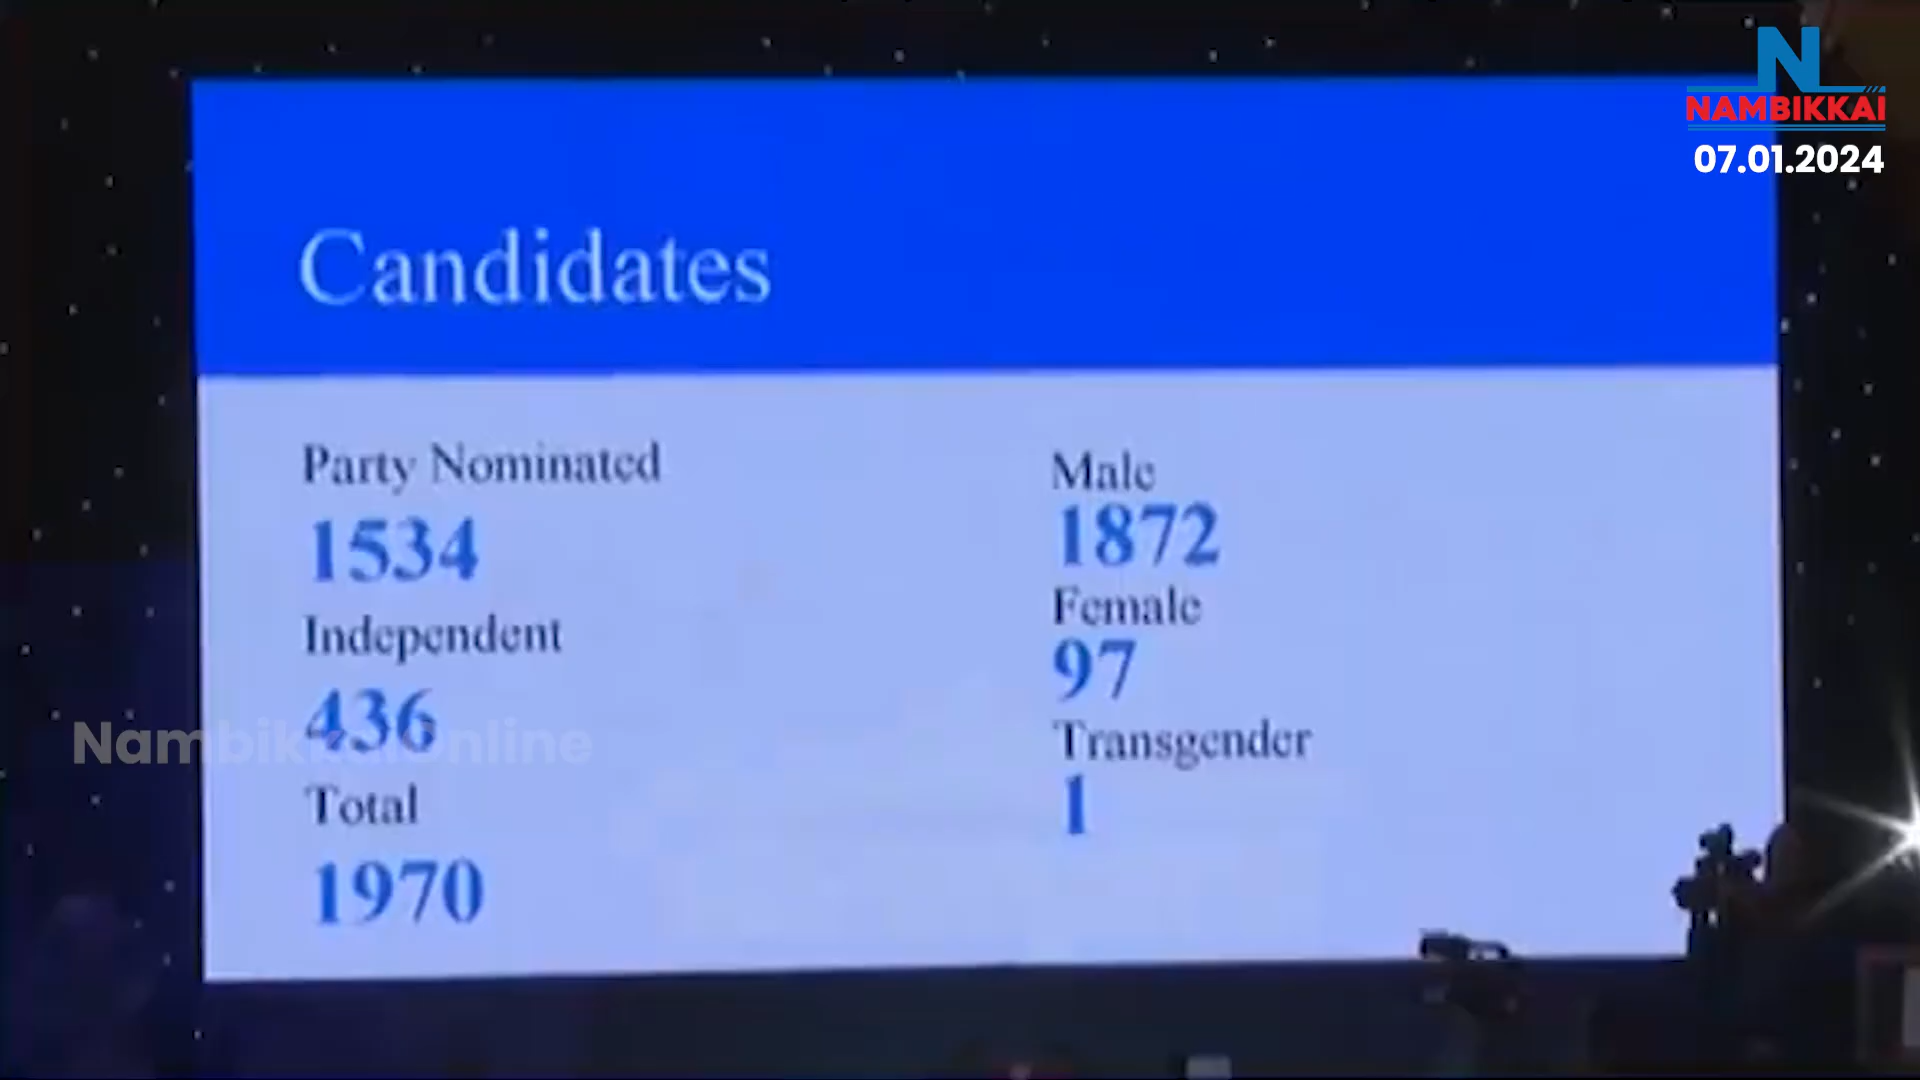 N
NAMBIKKAI
07.01.2024
Candidates
Party Nominated
1534
Independent
436
Total
1970
Male
1872
Female
97
Transgender
1
NambikkaiOnline